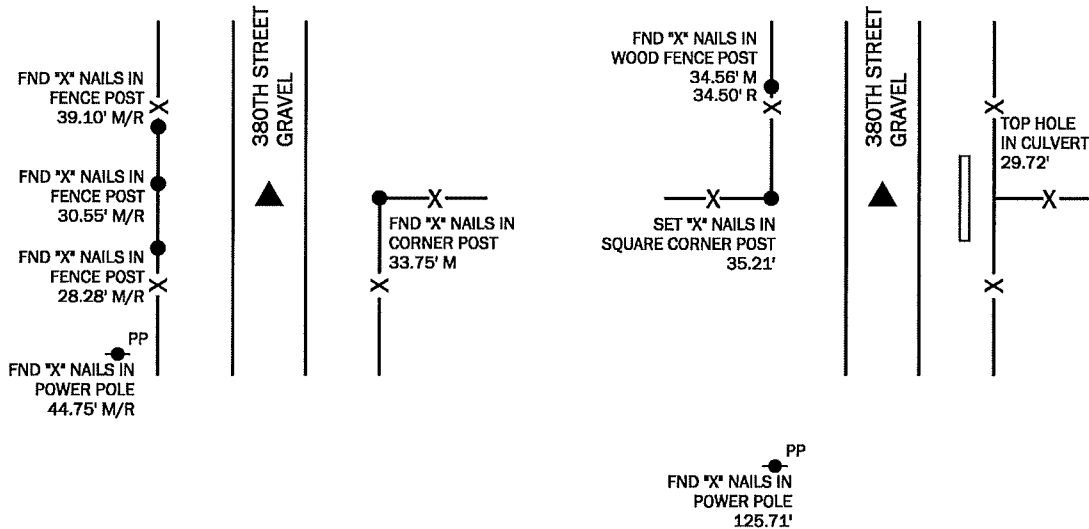 FND "X" NAILS IN
FENCE POST
39.10' M/R
FND "X" NAILS IN
FENCE POST
30.55' M/R
FND "X" NAILS IN
FENCE POST
28.28' M/R
PP
FND "X" NAILS IN
POWER POLE
44.75' M/R
380TH STREET
GRAVEL
FND "X" NAILS IN
CORNER POST
33.75' M
FND "X" NAILS IN
WOOD FENCE POST
34.56' M
34.50' R
SET "X" NAILS IN
SQUARE CORNER POST
35.21'
380TH STREET
GRAVEL
TOP HOLE
IN CULVERT
29.72'
PP
FND "X" NAILS IN
POWER POLE
125.71'